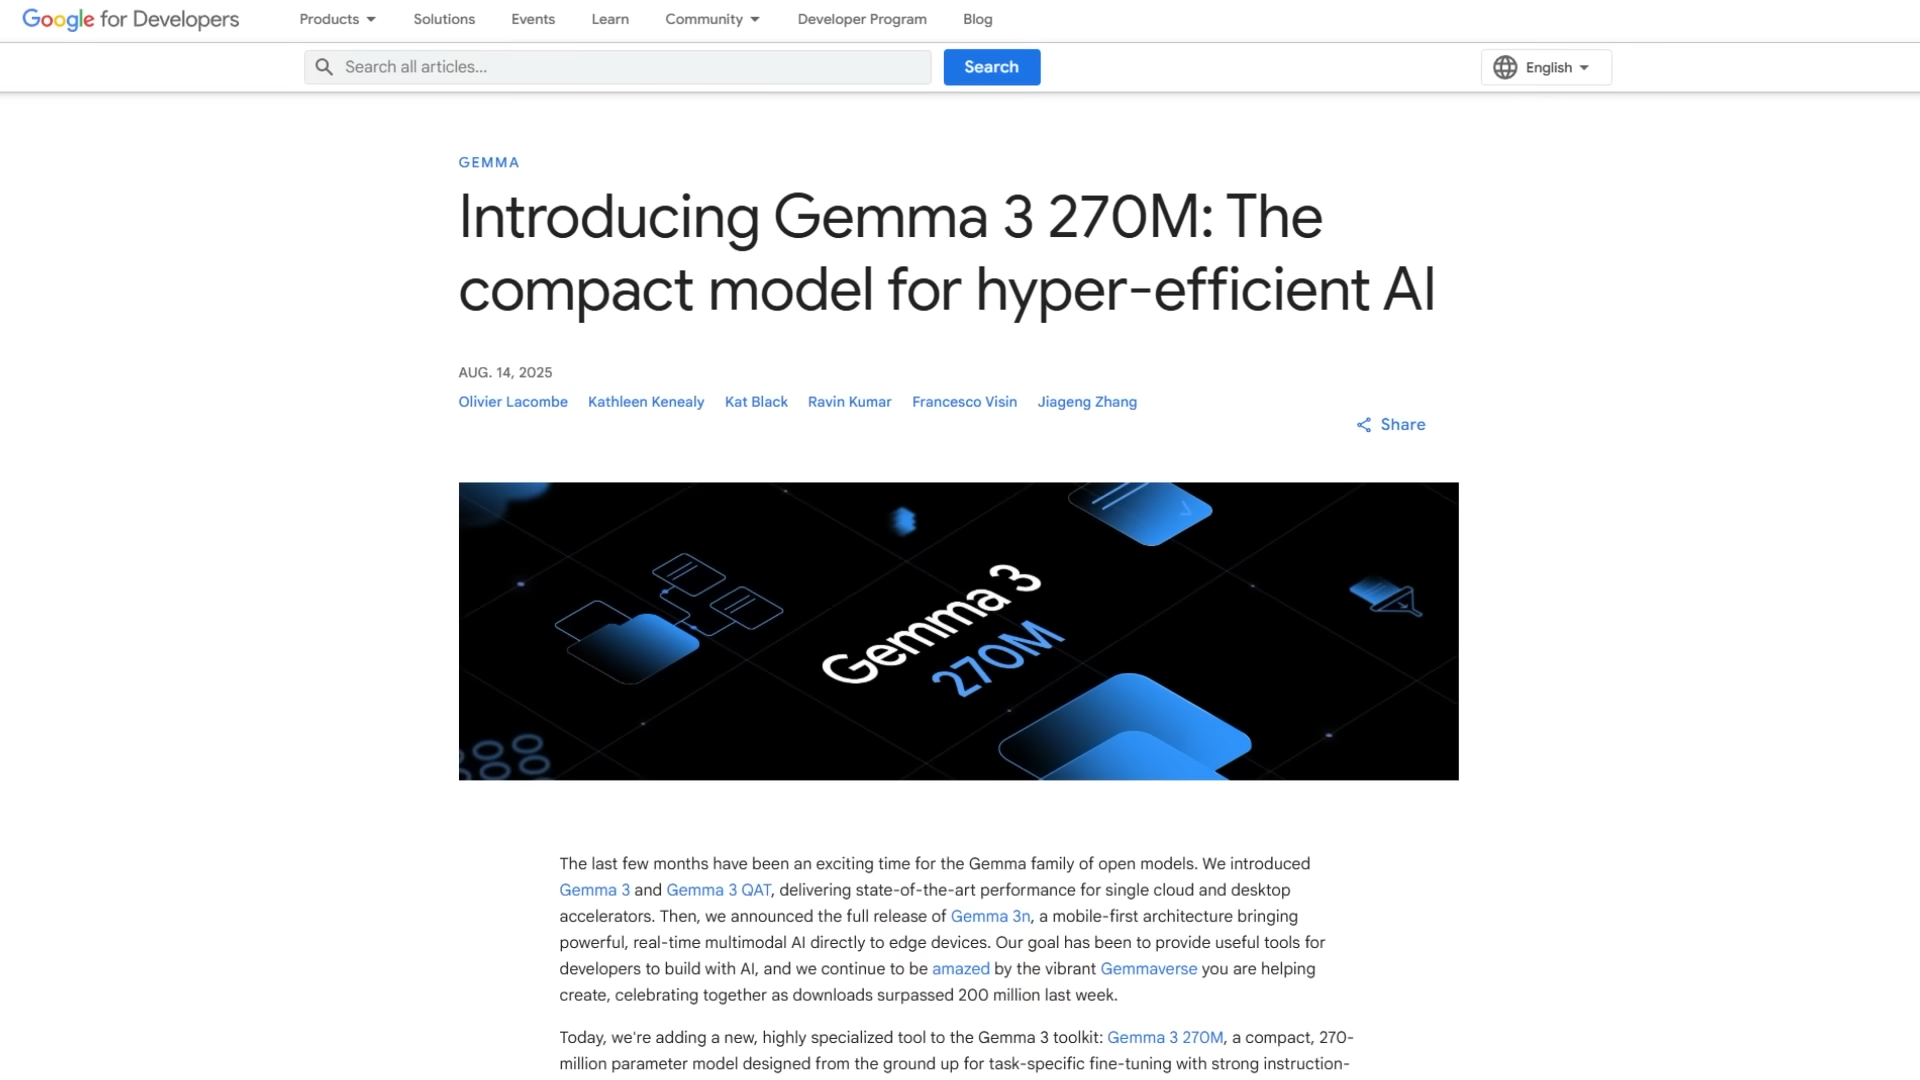 Google for Developers
Products
Solutions
Events
Learn
Community
Developer Program
Blog
Search all articles...
Search
English
GEMMA
Introducing Gemma 3 270M: The
compact model for hyper-efficient AI
AUG. 14, 2025
Olivier Lacombe
Kathleen Kenealy
Kat Black
Ravin Kumar
Francesco Visin
Jiageng Zhang
Share
Gemma 3
270M
The last few months have been an exciting time for the Gemma family of open models. We introduced
Gemma 3 and Gemma 3 QAT, delivering state-of-the-art performance for single cloud and desktop
accelerators. Then, we announced the full release of Gemma 3n, a mobile-first architecture bringing
powerful, real-time multimodal AI directly to edge devices. Our goal has been to provide useful tools for
developers to build with AI, and we continue to be amazed by the vibrant Gemmaverse you are helping
create, celebrating together as downloads surpassed 200 million last week.
Today, we're adding a new, highly specialized tool to the Gemma 3 toolkit: Gemma 3 270M, a compact, 270-
million parameter model designed from the ground up for task-specific fine-tuning with strong instruction-